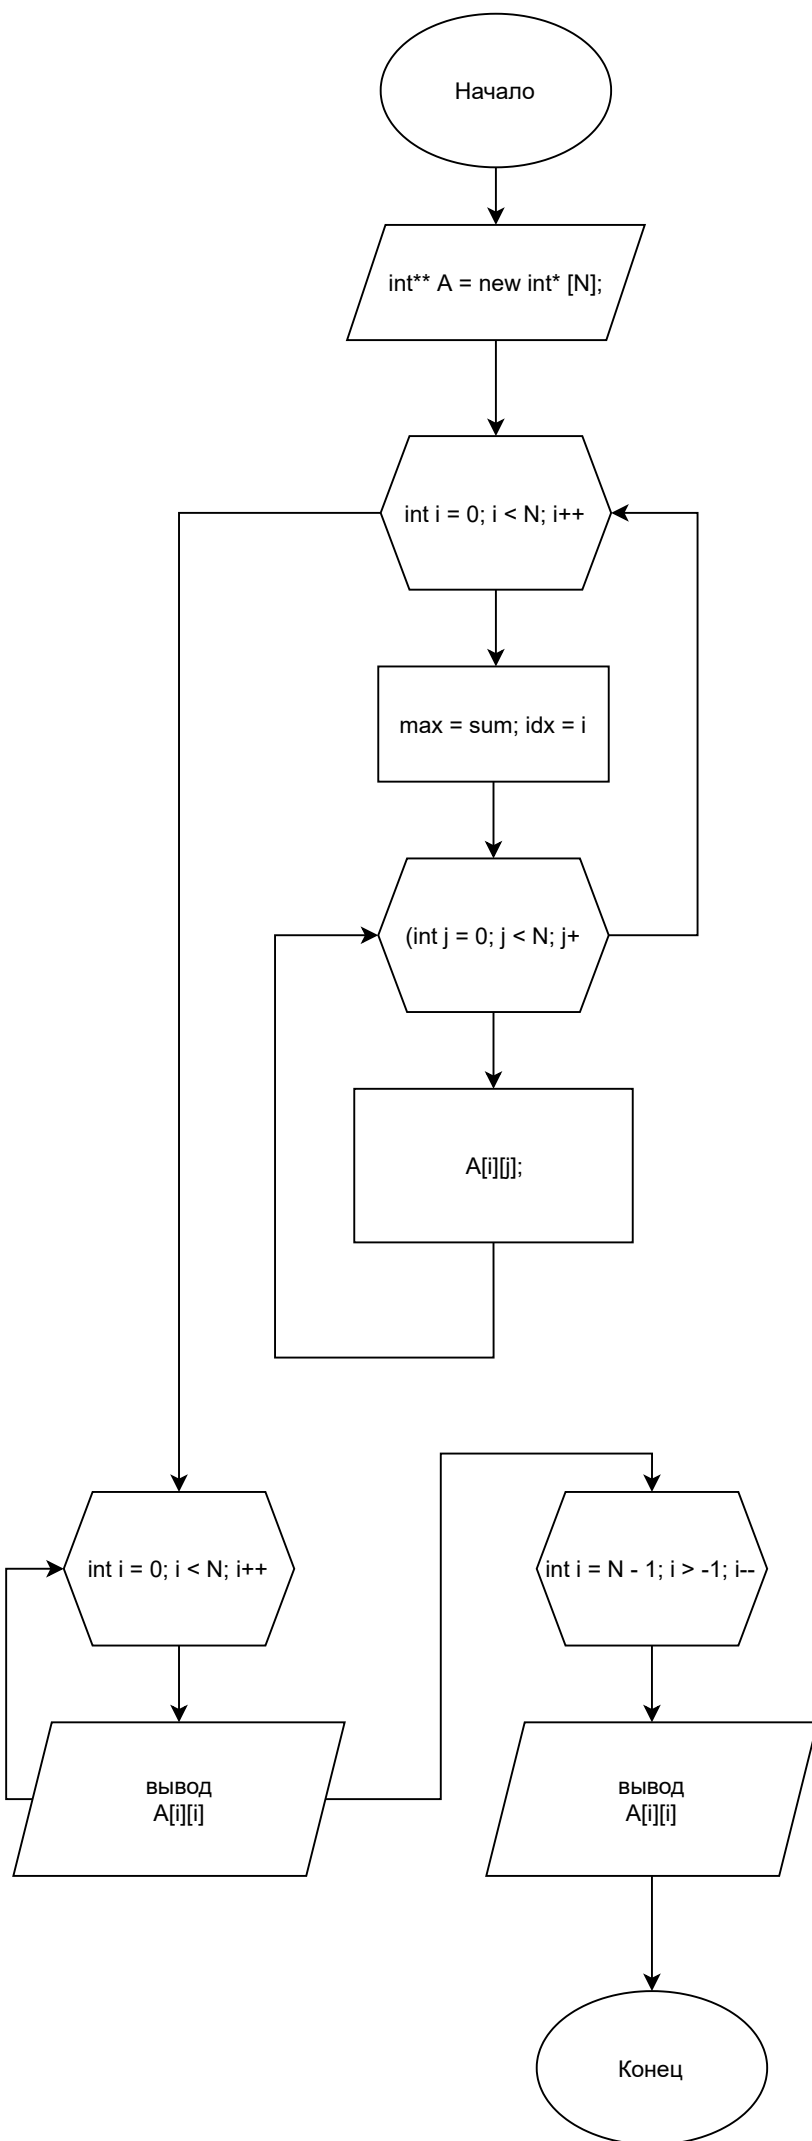 Начало
int** A = new int* [N];
int i = 0; i < N; i++
max = sum; idx = i
(int j = 0; j < N; j+
A[i][j];
int i = 0; i < N; i++
int i = N - 1; i > -1; i--
вывод
A[i][i]
вывод
A[i][i]
Конец